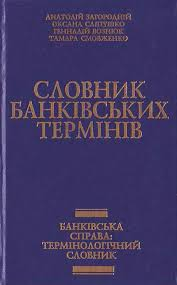 АНАТОЛІЙ ЗАГОРОДНІЙ
ОКСАНА СЛІПУШКО
ГЕННАДІЙ ВОЗНЮК
ТАМАРА СМОВЖЕНКО
СЛОВНИК
БАНКІВСЬКИХ
ТЕРМІНІВ
БАНКІВСЬКА
СПРАВА:
ТЕРМІНОЛОГІЧНИЙ
СЛОВНИК